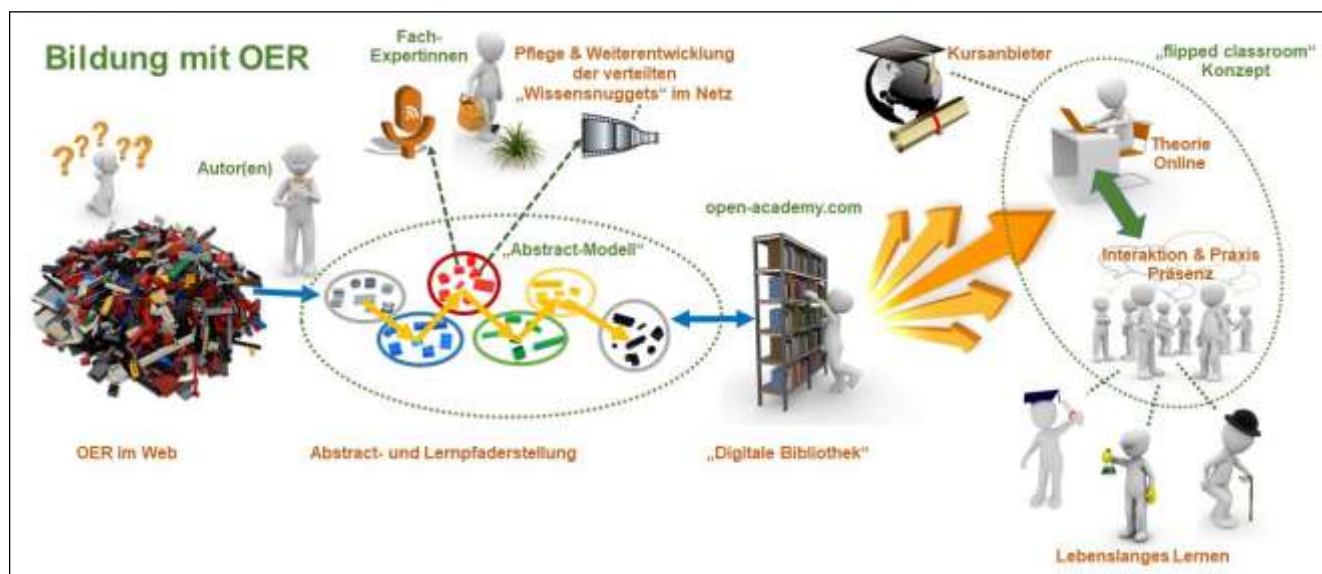 Bildung mit OER
Fach-
Expertinnen
Pflege & Weiterentwicklung
der verteilten
„Wissensnuggets“ im Netz
Kursanbieter
„flipped classroom“
Konzept
? ? ? ? ?
Autor(en)
Theorie
Online
open-academy.com
„Abstract-Modell“
Interaktion & Praxis
Präsenz
OER im Web
Abstract- und Lernpfaderstellung
„Digitale Bibliothek“
Lebenslanges Lernen